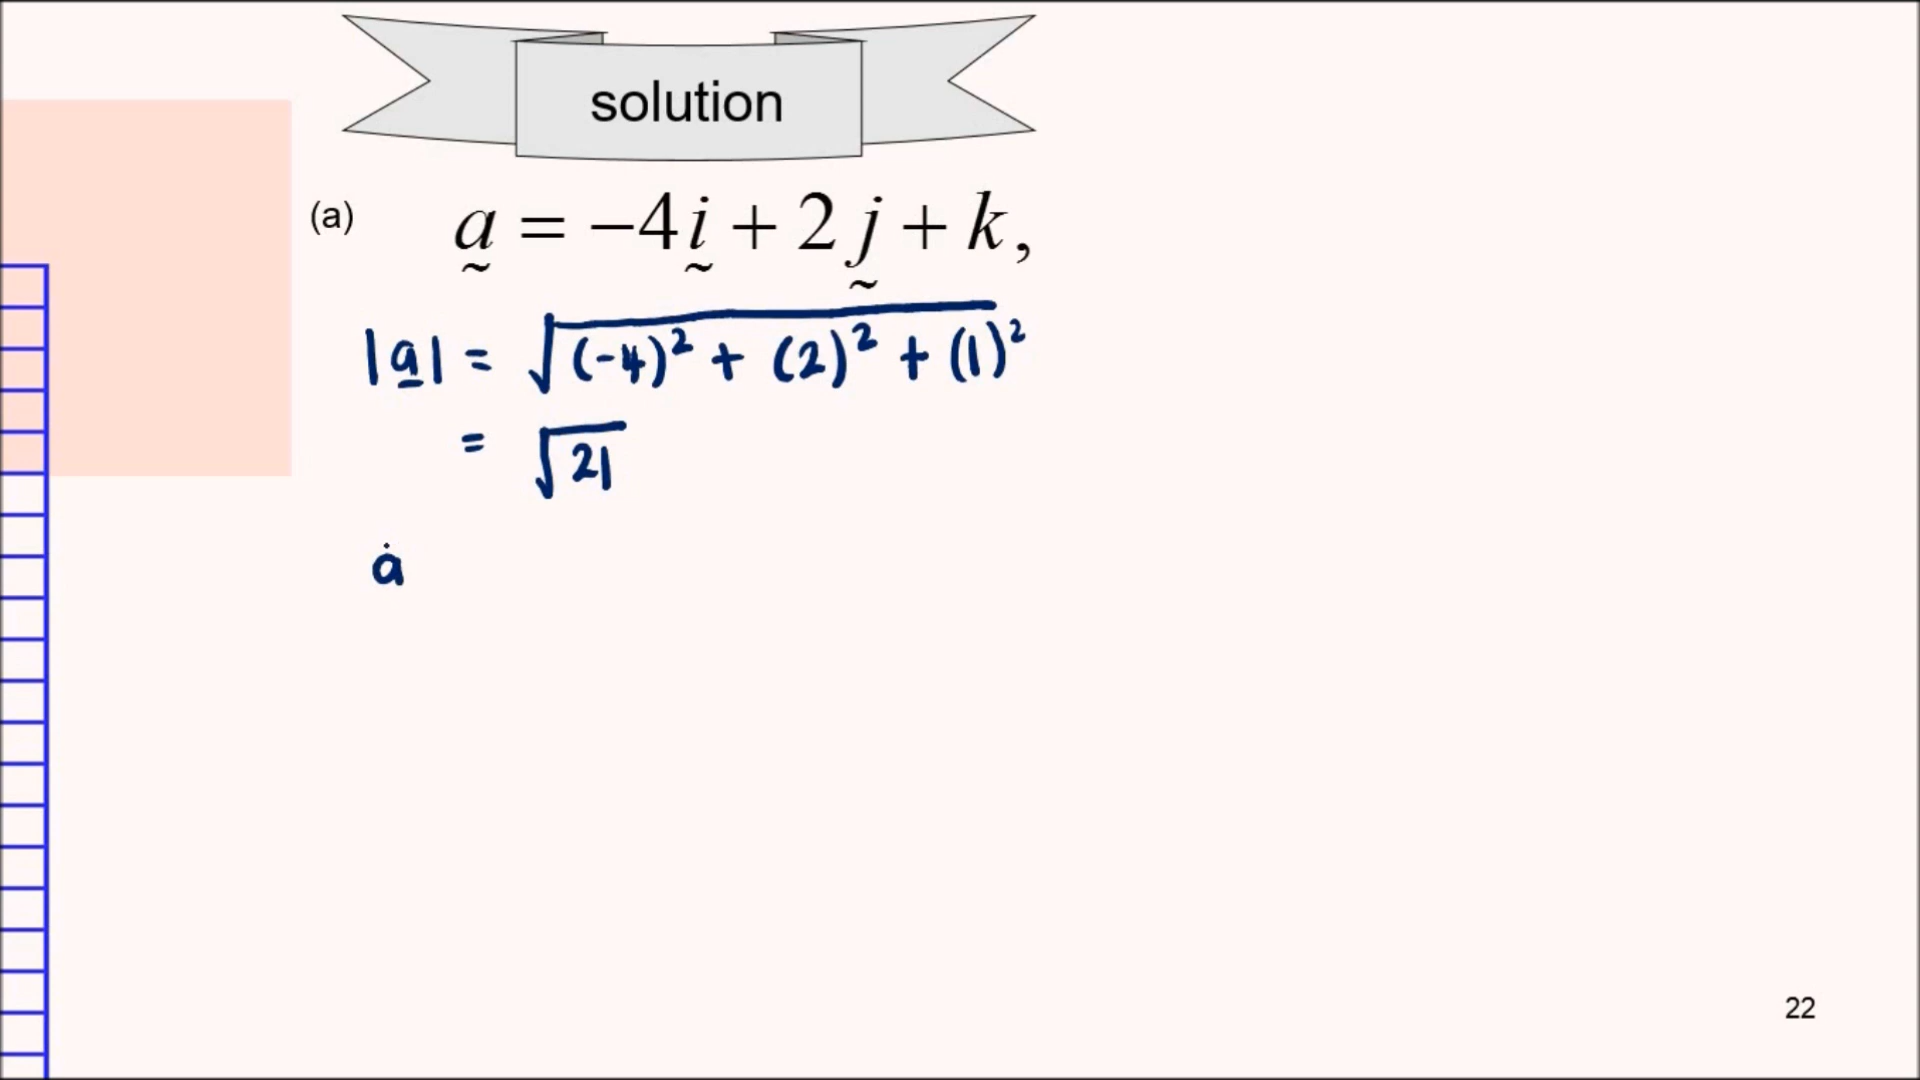 solution
(a) a = −4i + 2j + k,
|a| = √(-4)² + (2)² + (1)²
= √21
a
22